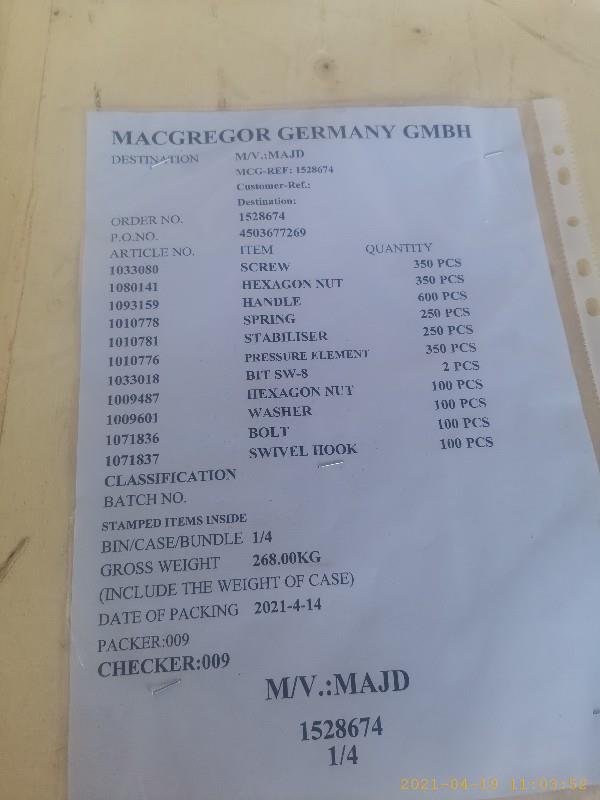 MACGREGOR GERMANY GMBH
DESTINATION M/V.:MAJD
MCG-REF: 1528674
Customer-Ref.:
Destination:
ORDER NO. 1528674
P.O.NO. 4503677269
ARTICLE NO. ITEM QUANTITY
1033080 SCREW 350 PCS
1080141 HEXAGON NUT 350 PCS
1093159 HANDLE 600 PCS
1010778 SPRING 250 PCS
1010781 STABILISER 250 PCS
1010776 PRESSURE ELEMENT 350 PCS
1033018 BIT SW-8 2 PCS
1009487 HEXAGON NUT 100 PCS
1009601 WASHER 100 PCS
1071836 BOLT 100 PCS
1071837 SWIVEL HOOK 100 PCS
CLASSIFICATION
BATCH NO.
STAMPED ITEMS INSIDE
BIN/CASE/BUNDLE 1/4
GROSS WEIGHT 268.00KG
(INCLUDE THE WEIGHT OF CASE)
DATE OF PACKING 2021-4-14
PACKER:009
CHECKER:009
M/V.:MAJD
1528674
1/4
2021-04-19 11:03:52